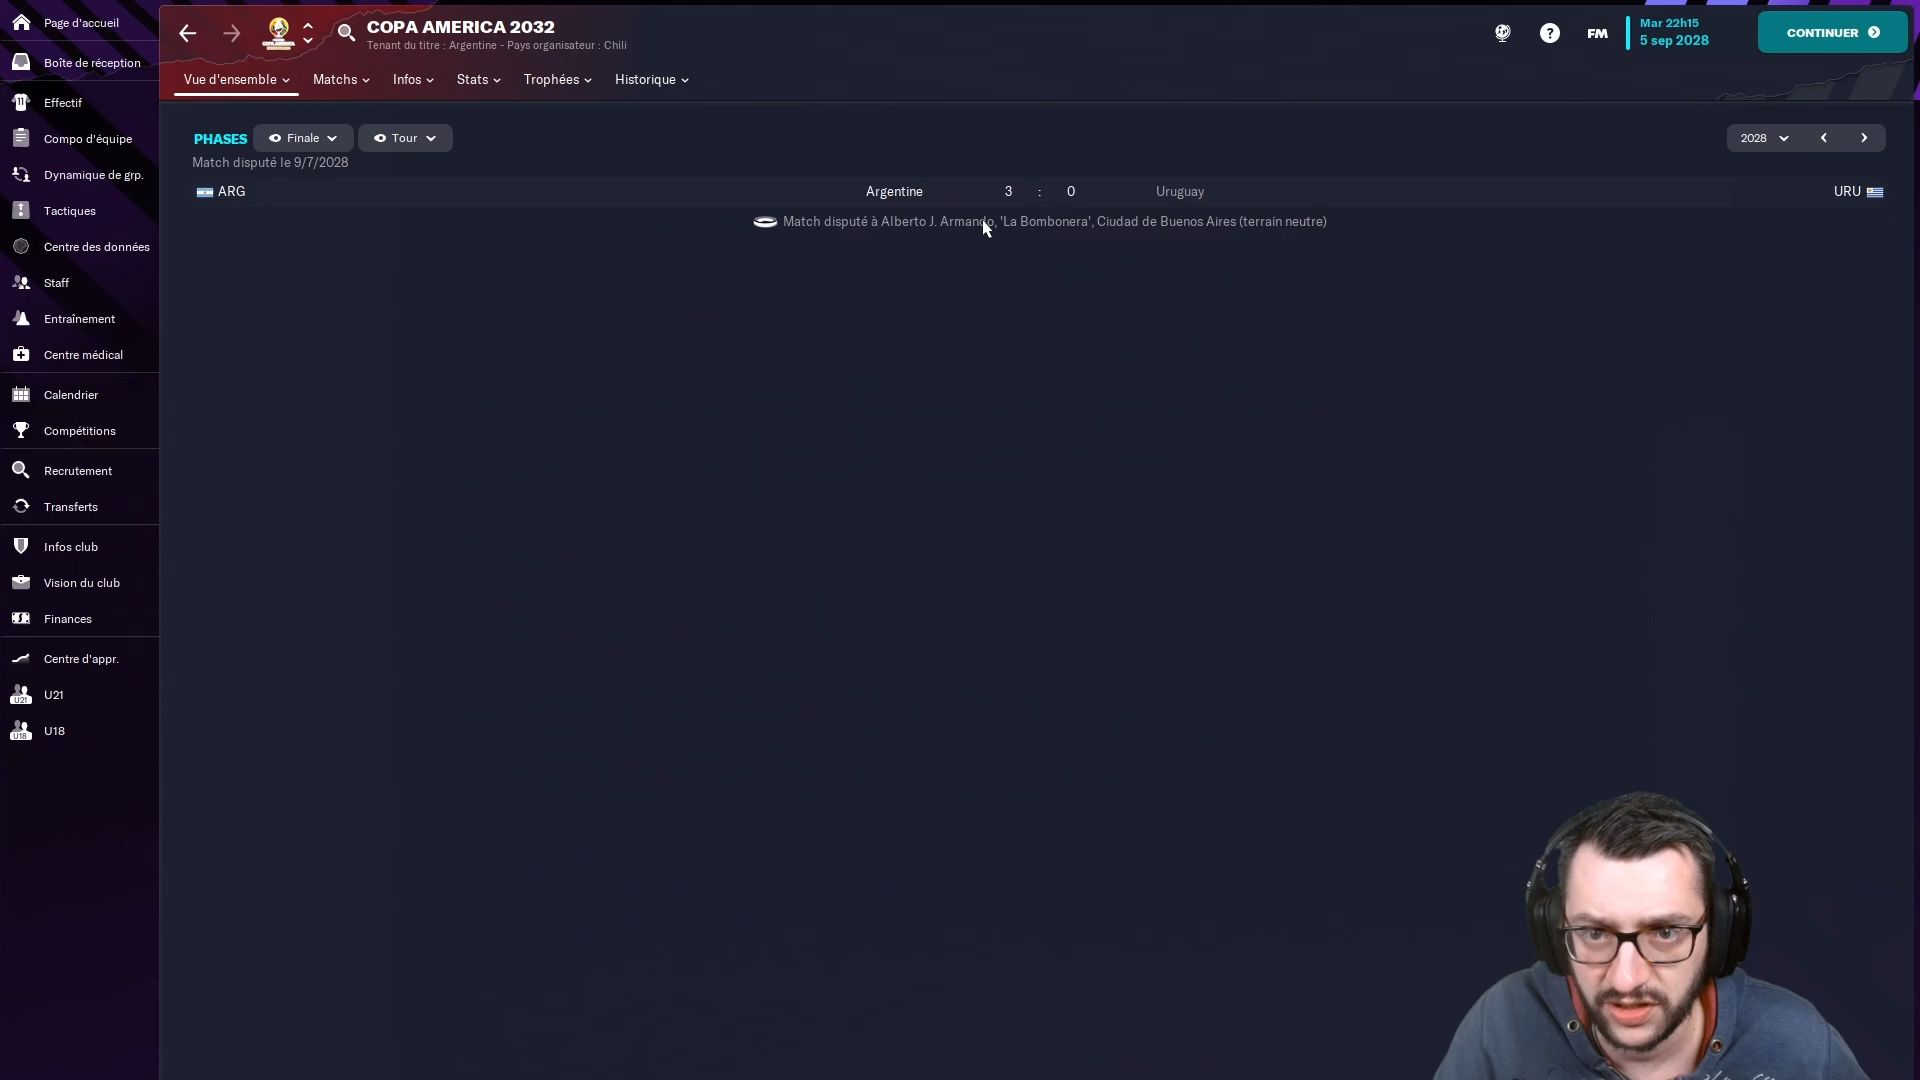 Page d'accueil
Boîte de réception
Effectif
Compo d'équipe
Dynamique de grp.
Tactiques
Centre des données
Staff
Entraînement
Centre médical
Calendrier
Compétitions
Recrutement
Transferts
Infos club
Vision du club
Finances
Centre d'appr.
U21 U21
U18 U18
COPA AMERICA 2032
Tenant du titre : Argentine - Pays organisateur : Chili
FM
Mar 22h15
5 sep 2028
CONTINUER
Vue d'ensemble Matchs Infos Stats Trophées Historique
PHASES Finale Tour 2028
Match disputé le 9/7/2028
ARG Argentine 3 : 0 Uruguay URU
Match disputé à Alberto J. Armando, 'La Bombonera', Ciudad de Buenos Aires (terrain neutre)